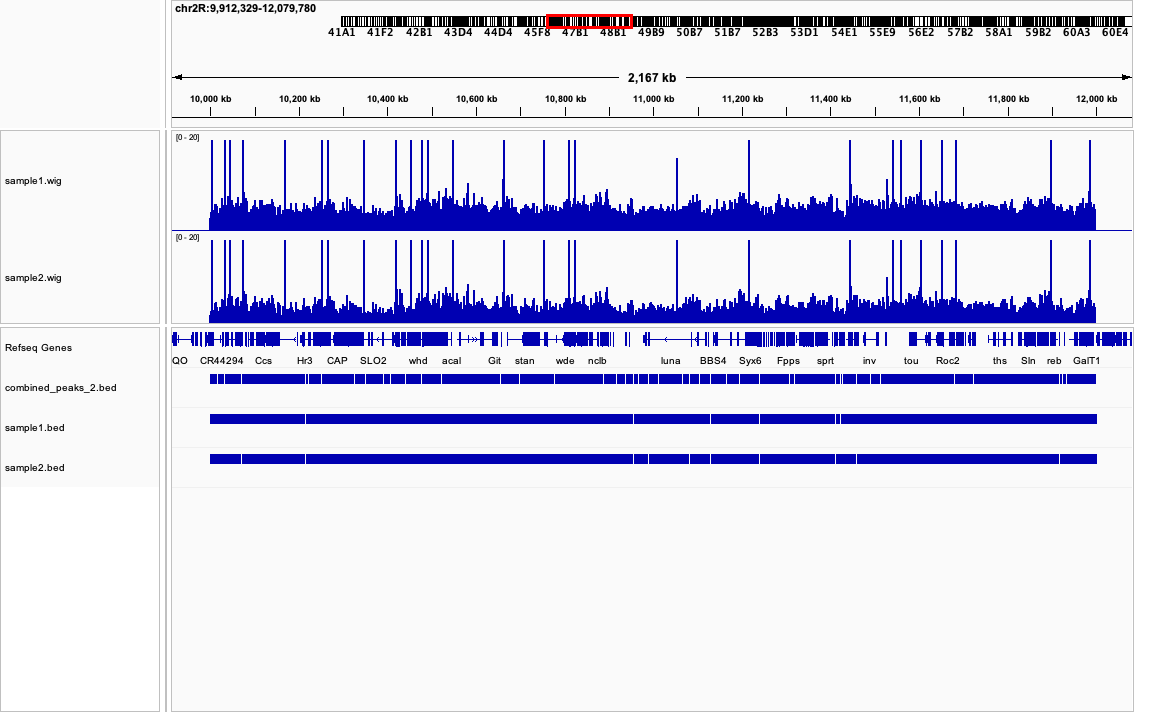 chr2R:9,912,329-12,079,780
41A1 41F2 42B1 43D4 44D4 45F8 47B1 48B1 49B9 50B7 51B7 52B3 53D1 54E1 55E9 56E2 57B2 58A1 59B2 60A3 60E4
2,167 kb
10,000 kb 10,200 kb 10,400 kb 10,600 kb 10,800 kb 11,000 kb 11,200 kb 11,400 kb 11,600 kb 11,800 kb 12,000 kb
[0 - 20]
sample1.wig
[0 - 20]
sample2.wig
Refseq Genes
QO CR44294 Ccs Hr3 CAP SLO2 whd acal Git stan wde nclb luna BBS4 Syx6 Fpps sprt inv tou Roc2 ths Sln reb GalT1
combined_peaks_2.bed
sample1.bed
sample2.bed